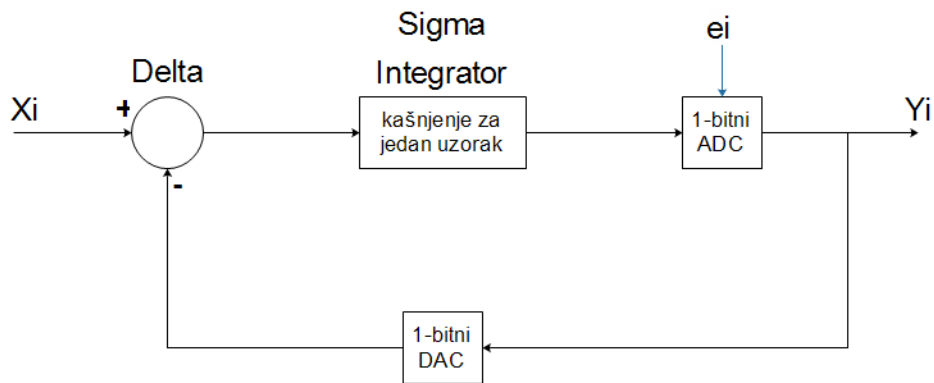 Sigma
Integrator
ei
Delta
Xi
+
kašnjenje za
jedan uzorak
1-bitni
ADC
Yi
-
1-bitni
DAC